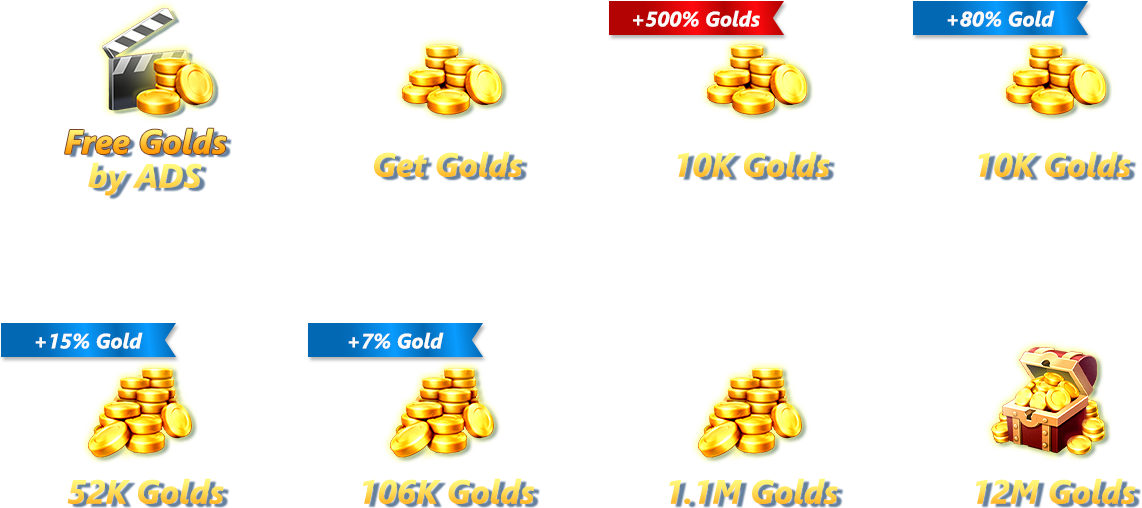 +500% Golds
+80% Gold
Free Golds
by ADS
Get Golds
10K Golds
10K Golds
+15% Gold
+7% Gold
52K Golds
106K Golds
1.1M Golds
12M Golds